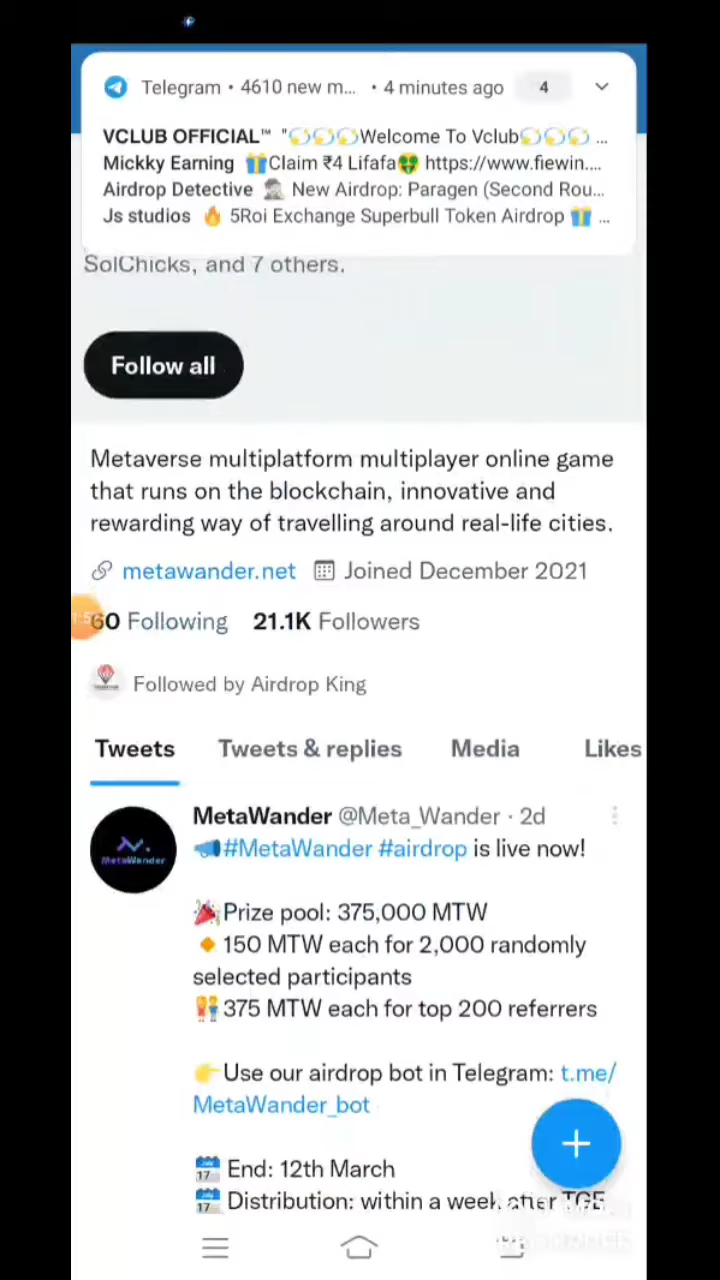 Telegram • 4610 new m... • 4 minutes ago 4
VCLUB OFFICIAL™ "💫💫💫Welcome To Vclub💫💫💫 ...
Mickky Earning 🎁Claim ₹4 Lifafa🤑 https://www.fiewin....
Airdrop Detective 🕵 New Airdrop: Paragen (Second Rou...
Js studios 🔥 5Roi Exchange Superbull Token Airdrop 🎁 ...
SolChicks, and 7 others.
Follow all
Metaverse multiplatform multiplayer online game
that runs on the blockchain, innovative and
rewarding way of travelling around real-life cities.
metawander.net Joined December 2021
60 Following 21.1K Followers
Followed by Airdrop King
Tweets Tweets & replies Media Likes
MetaWander @Meta_Wander · 2d
MetaWander
📢#MetaWander #airdrop is live now!
🎉Prize pool: 375,000 MTW
🔸150 MTW each for 2,000 randomly
selected participants
👫375 MTW each for top 200 referrers
👉Use our airdrop bot in Telegram: t.me/
MetaWander_bot
📅 End: 12th March
📅 Distribution: within a week after TGE